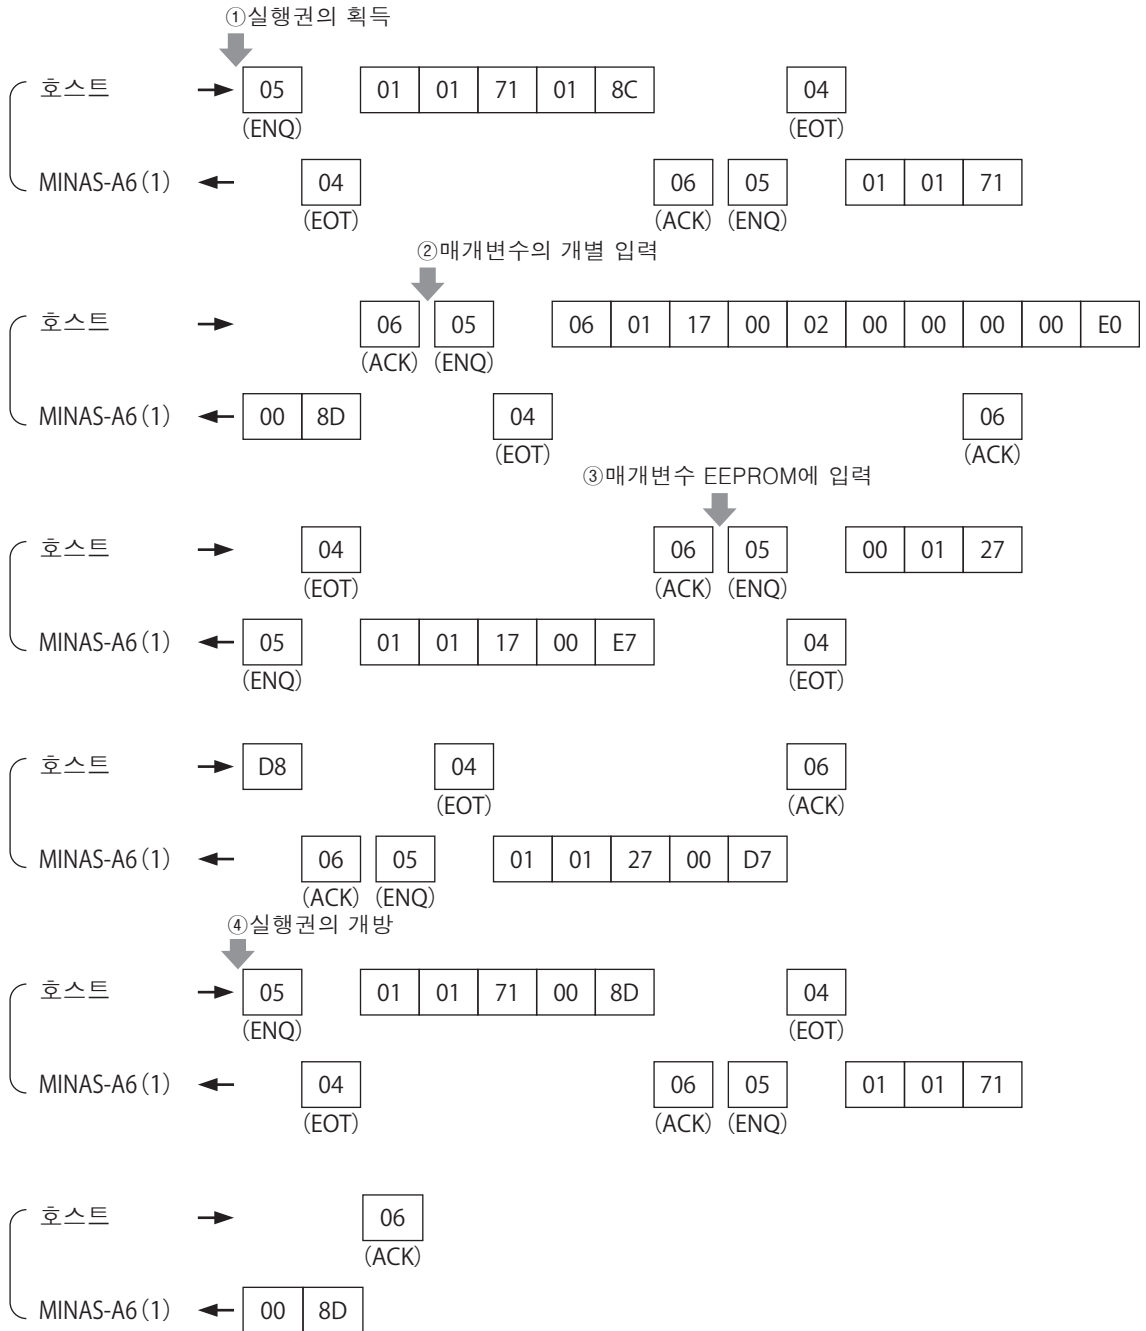 ①실행권의 획득
호스트 05 01 01 71 01 8C 04
(ENQ) (EOT)
MINAS-A6(1) 04 06 05 01 01 71
(EOT) (ACK) (ENQ)
②매개변수의 개별 입력
호스트 06 05 06 01 17 00 02 00 00 00 00 E0
(ACK) (ENQ)
MINAS-A6(1) 00 8D 04 06
(EOT) (ACK)
③매개변수 EEPROM에 입력
호스트 04 06 05 00 01 27
(EOT) (ACK) (ENQ)
MINAS-A6(1) 05 01 01 17 00 E7 04
(ENQ) (EOT)
호스트 D8 04 06
(EOT) (ACK)
MINAS-A6(1) 06 05 01 01 27 00 D7
(ACK) (ENQ)
④실행권의 개방
호스트 05 01 01 71 00 8D 04
(ENQ) (EOT)
MINAS-A6(1) 04 06 05 01 01 71
(EOT) (ACK) (ENQ)
호스트 06
(ACK)
MINAS-A6(1) 00 8D